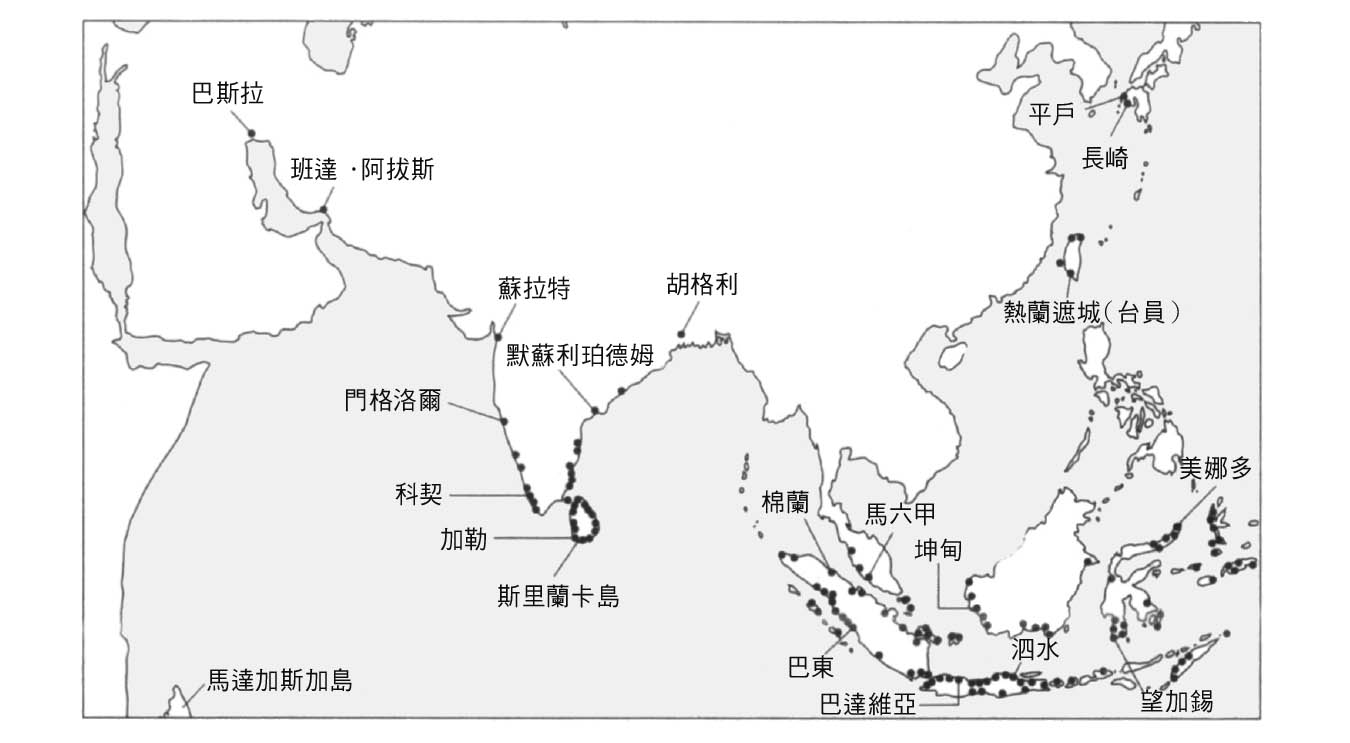 巴斯拉
平戶
班達・阿拔斯
長崎
蘇拉特
胡格利
熱蘭遮城(台員)
默蘇利珀德姆
門格洛爾
美娜多
科契
棉蘭
馬六甲
加勒
坤甸
斯里蘭卡島
泗水
巴東
馬達加斯加島
巴達維亞
望加錫